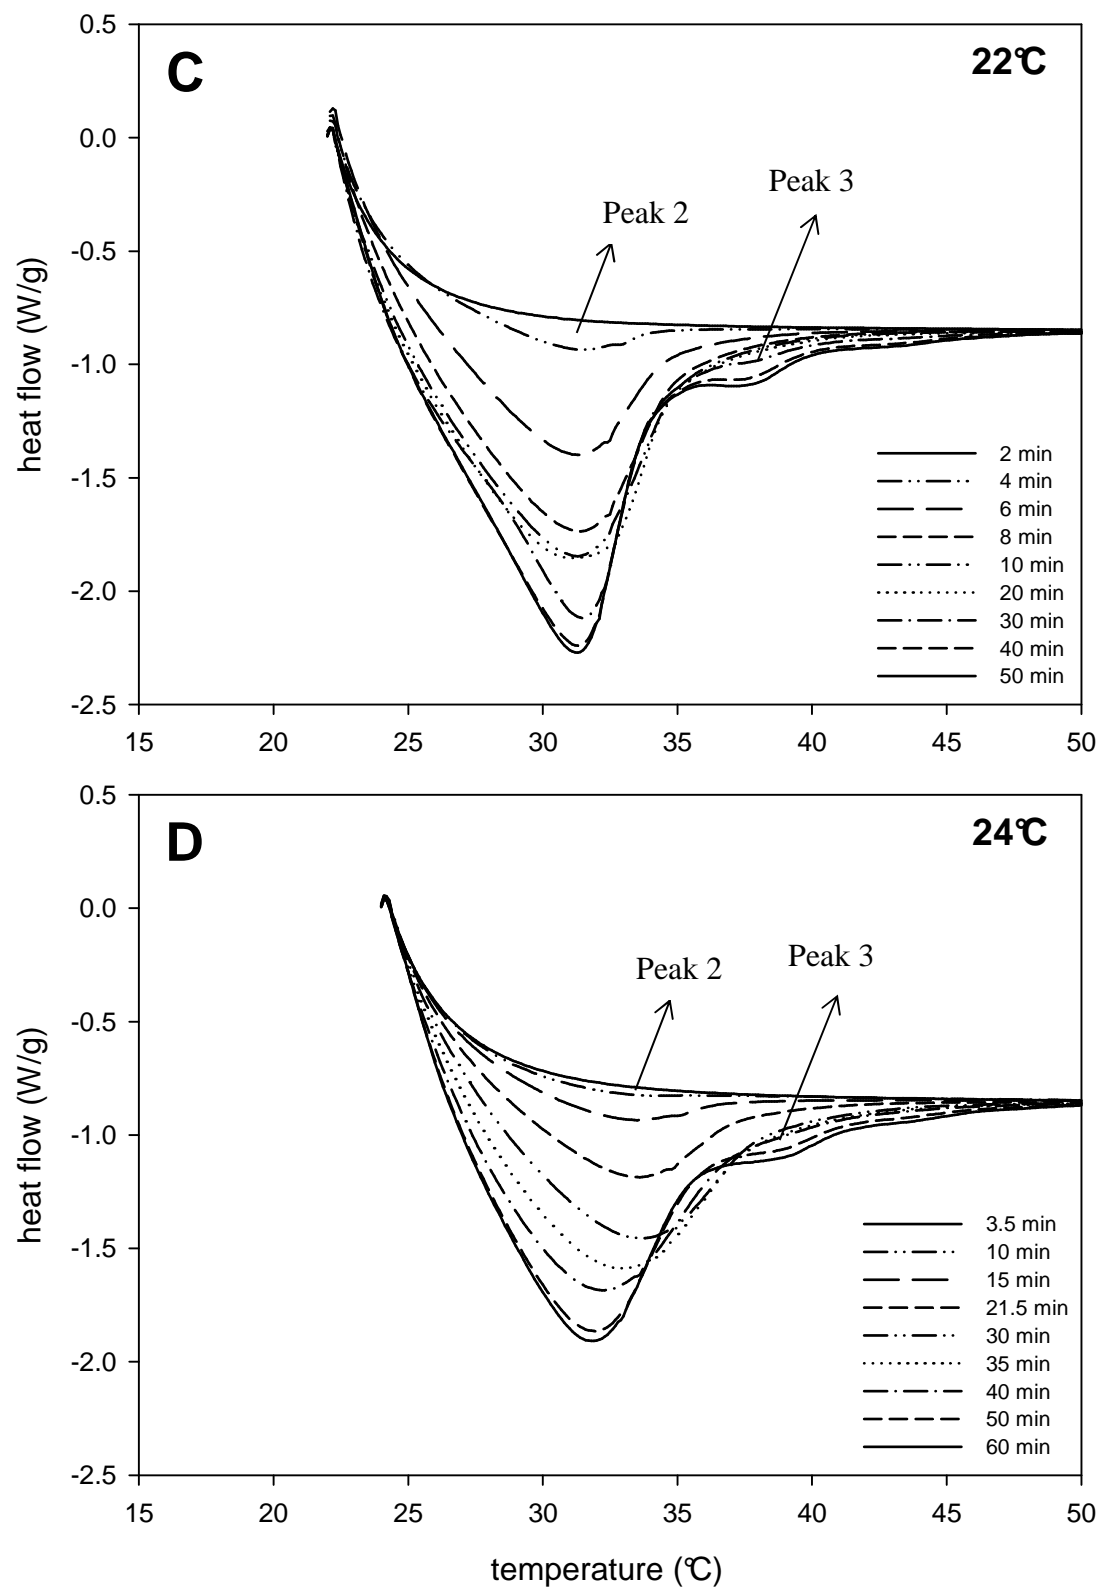 C
22°C
0.5
0.0
-0.5
-1.0
-1.5
-2.0
-2.5
heat flow (W/g)
Peak 2
Peak 3
2 min
4 min
6 min
8 min
10 min
20 min
30 min
40 min
50 min
15 20 25 30 35 40 45 50
D
24°C
0.5
0.0
-0.5
-1.0
-1.5
-2.0
-2.5
heat flow (W/g)
Peak 2
Peak 3
3.5 min
10 min
15 min
21.5 min
30 min
35 min
40 min
50 min
60 min
15 20 25 30 35 40 45 50
temperature (°C)